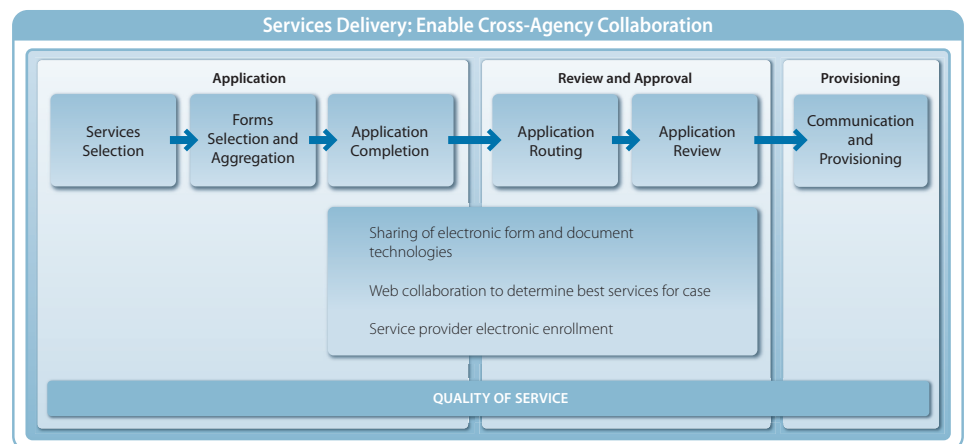 Services Delivery: Enable Cross-Agency Collaboration
Application
Review and Approval
Provisioning
Services
Selection
Forms
Selection and
Aggregation
Application
Completion
Application
Routing
Application
Review
Communication
and
Provisioning
Sharing of electronic form and document
technologies
Web collaboration to determine best services for case
Service provider electronic enrollment
QUALITY OF SERVICE